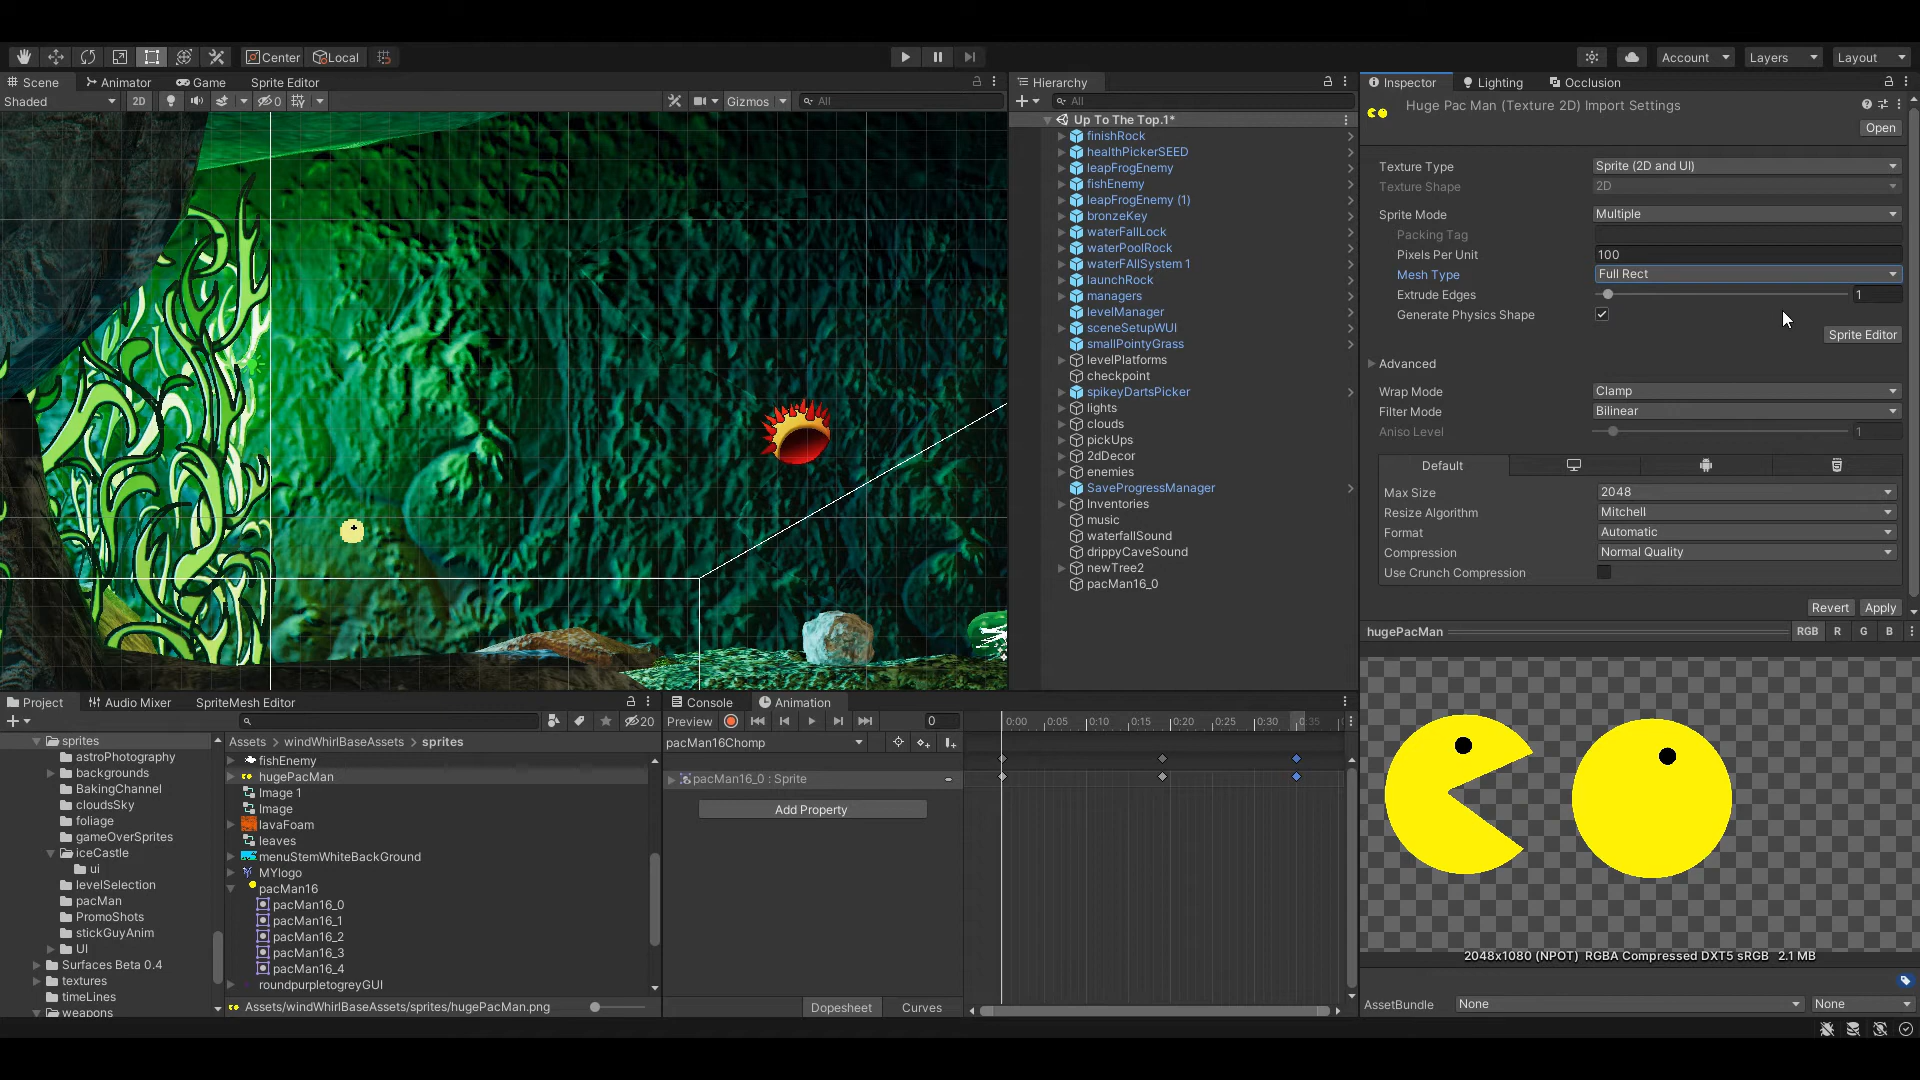 Center Local Account Layers Layout
Scene Animator Game Sprite Editor
Shaded 2D 0 Gizmos All
Hierarchy
All
Up To The Top.1*
finishRock
healthPickerSEED
leapFrogEnemy
fishEnemy
leapFrogEnemy (1)
bronzeKey
waterFallLock
waterPoolRock
waterFAllSystem 1
launchRock
managers
levelManager
sceneSetupWUI
smallPointyGrass
levelPlatforms
checkpoint
spikeyDartsPicker
lights
clouds
pickUps
2dDecor
enemies
SaveProgressManager
Inventories
music
waterfallSound
drippyCaveSound
newTree2
pacMan16_0
Inspector Lighting Occlusion
Huge Pac Man (Texture 2D) Import Settings
Open
Texture Type Sprite (2D and UI)
Texture Shape 2D
Sprite Mode Multiple
Packing Tag
Pixels Per Unit 100
Mesh Type Full Rect
Extrude Edges 1
Generate Physics Shape
Sprite Editor
Advanced
Wrap Mode Clamp
Filter Mode Bilinear
Aniso Level 1
Default
Max Size 2048
Resize Algorithm Mitchell
Format Automatic
Compression Normal Quality
Use Crunch Compression
Revert Apply
hugePacMan RGB R G B
2048x1080 (NPOT) RGBA Compressed DXT5 sRGB 2.1 MB
AssetBundle None None
Project Audio Mixer SpriteMesh Editor
20
sprites
astroPhotography
backgrounds
BakingChannel
cloudsSky
foliage
gameOverSprites
iceCastle
ui
levelSelection
pacMan
PromoShots
stickGuyAnim
UI
Surfaces Beta 0.4
textures
timeLines
weapons
Assets windWhirlBaseAssets sprites
fishEnemy
hugePacMan
Image 1
Image
lavaFoam
leaves
menuStemWhiteBackGround
MYlogo
pacMan16
pacMan16_0
pacMan16_1
pacMan16_2
pacMan16_3
pacMan16_4
roundpurpletogreyGUI
Assets/windWhirlBaseAssets/sprites/hugePacMan.png
Console Animation
Preview 0 0:00 0:05 0:10 0:15 0:20 0:25 0:30 0:35
pacMan16Chomp
pacMan16_0 : Sprite
Add Property
Dopesheet Curves